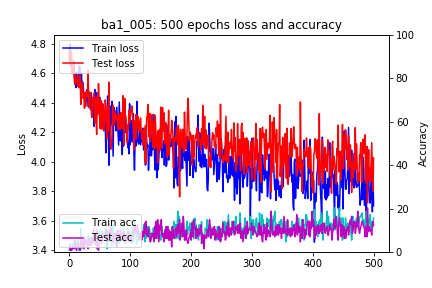 ba1_005: 500 epochs loss and accuracy
4.8
4.6
4.4
4.2
4.0
3.8
3.6
3.4
Loss
Train loss
Test loss
Train acc
Test acc
100
80
60
40
20
0
Accuracy
0 100 200 300 400 500